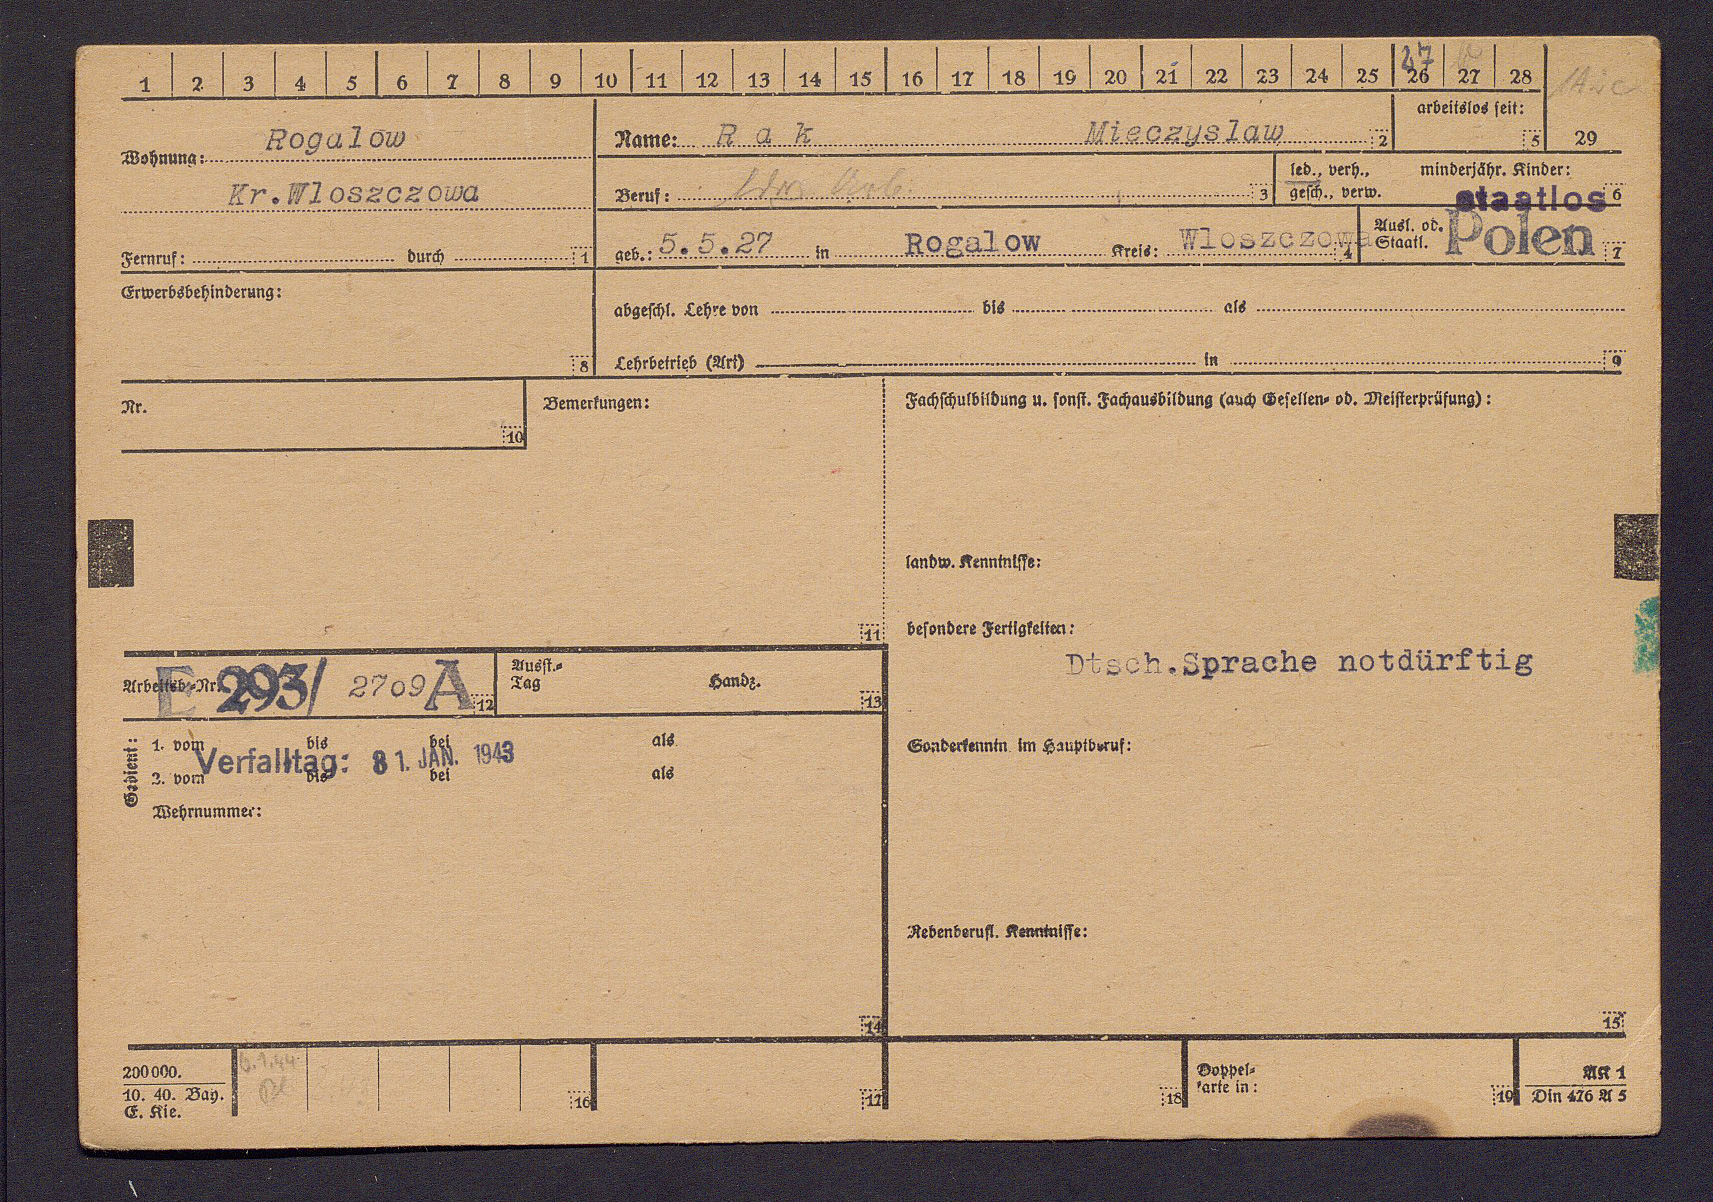 1 2 3 4 5 6 7 8 9 10 11 12 13 14 15 16 17 18 19 20 21 22 23 24 25 26 27 28
27
Wohnung: Rogalow
Kr.Wloszczowa
Fernruf: durch 1
Name: R a k Mieczyslaw 2
arbeitslos seit: 5
29
Beruf: 3
led., verh.,
gesch., verw.
minderjähr. Kinder: 6
staatlos
geb.: 5.5.27 in Rogalow Kreis: Wloszczowa 4
Ausl. od.
Staatl. Polen 7
Erwerbsbehinderung: 8
abgeschl. Lehre von bis als
Lehrbetrieb (Art) in 9
Nr. 10
Bemerkungen: 11
Fachschulbildung u. sonst. Fachausbildung (auch Gesellen- od. Meisterprüfung):
landw. Kenntnisse:
besondere Fertigkeiten:
Dtsch.Sprache notdürftig
Arbeitsb.-Nr. E 293/ 2709 A 12
Ausst.-
Tag Handz. 13
Gedient:
1. vom bis bei als
Verfalltag: 31. JAN. 1943
2. vom bis bei als
Wehrnummer:
14
Sonderkenntn. im Hauptberuf:
Nebenberufl. Kenntnisse:
15
200000.
10. 40. Bay.
E. Kie.
6.1.44
16 17 18
Doppel-
karte in: 19
AK 1
Din 476 A 5